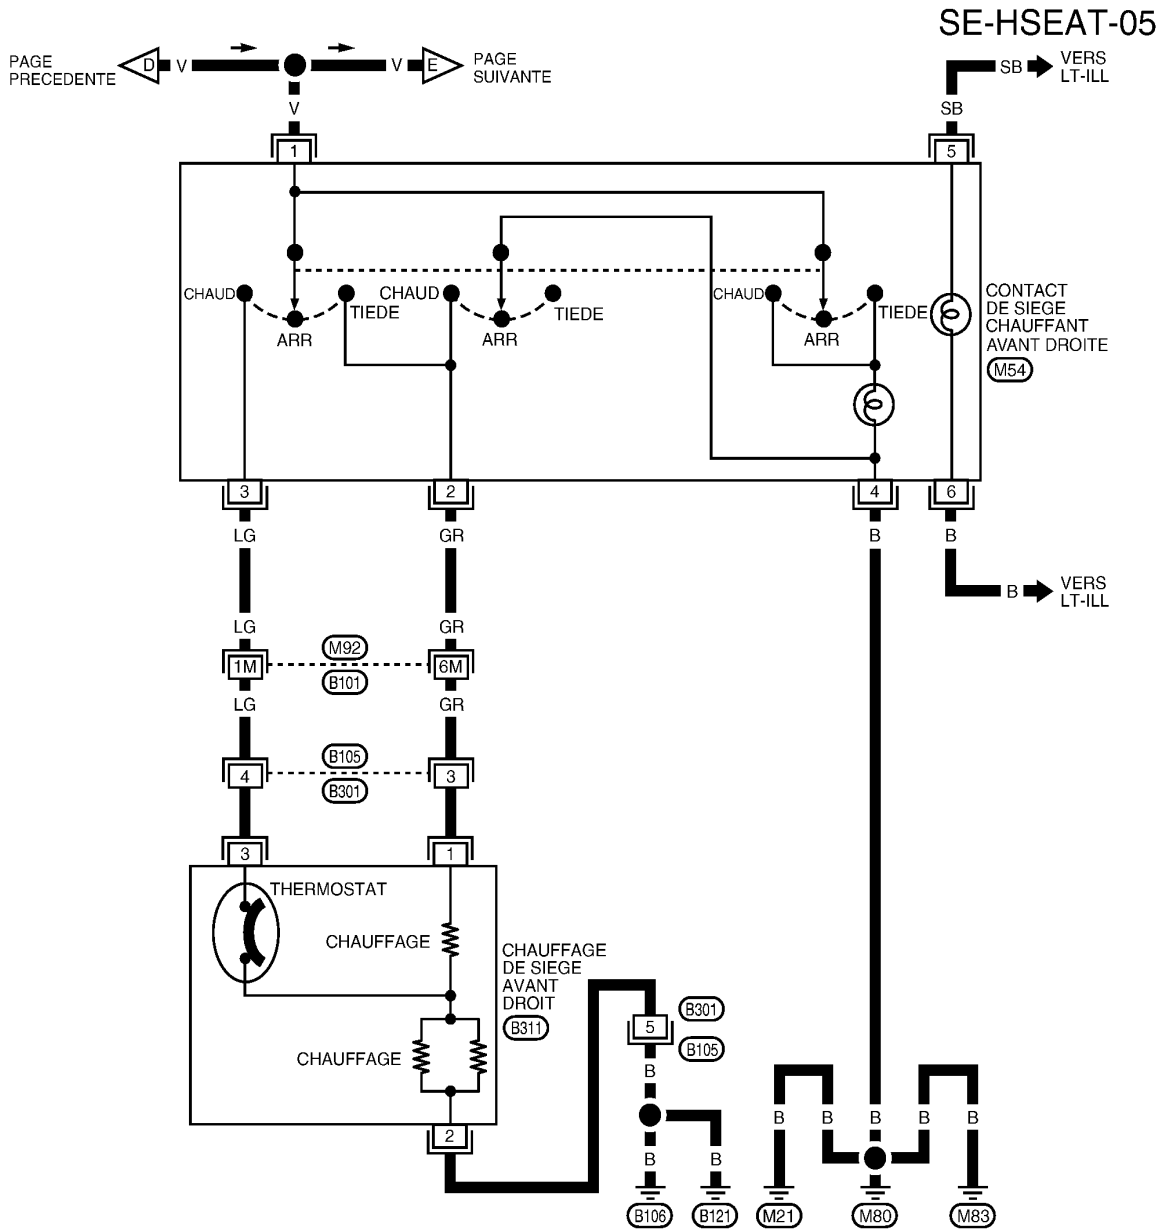 SE-HSEAT-05
PAGE
PRECEDENTE
D
V
V
E
PAGE
SUIVANTE
SB
VERS
LT-ILL
V
SB
1
5
CHAUD
TIEDE
ARR
CHAUD
TIEDE
ARR
CHAUD
TIEDE
ARR
CONTACT
DE SIEGE
CHAUFFANT
AVANT DROITE
M54
3
2
4
6
LG
GR
B
B
B
VERS
LT-ILL
LG
GR
1M
M92
B101
6M
LG
GR
4
B105
B301
3
3
1
THERMOSTAT
CHAUFFAGE
CHAUFFAGE
CHAUFFAGE
DE SIEGE
AVANT
DROIT
B311
2
5
B301
B105
B
B
B
B
B
B
B
B
B
B106
B121
M21
M80
M83